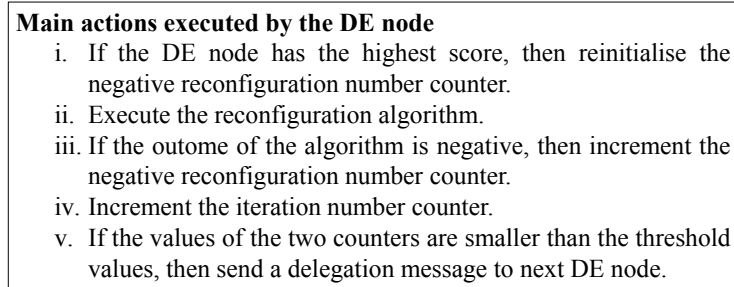 Main actions executed by the DE node
i. If the DE node has the highest score, then reinitialise the
negative reconfiguration number counter.
ii. Execute the reconfiguration algorithm.
iii. If the outome of the algorithm is negative, then increment the
negative reconfiguration number counter.
iv. Increment the iteration number counter.
v. If the values of the two counters are smaller than the threshold
values, then send a delegation message to next DE node.